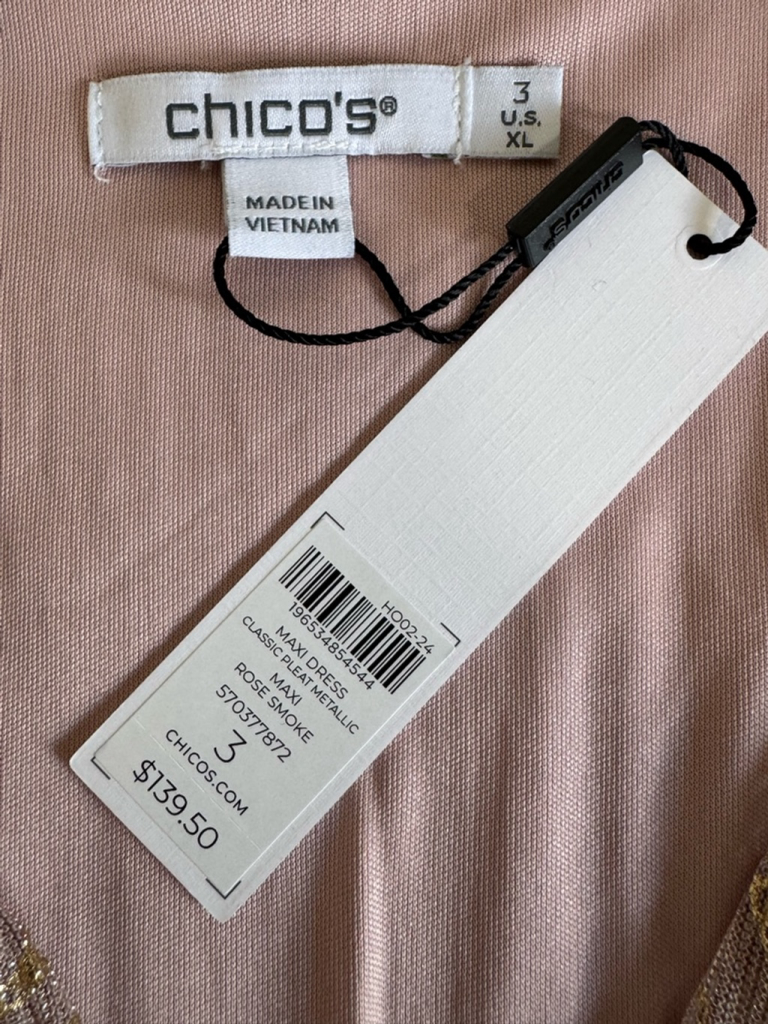 chico's®
3
U.S.
XL
MADE IN
VIETNAM
chico's
HO02-24
196534854544
MAXI DRESS
CLASSIC PLEAT METALLIC
MAXI
ROSE SMOKE
570377872
3
CHICOS.COM
$139.50